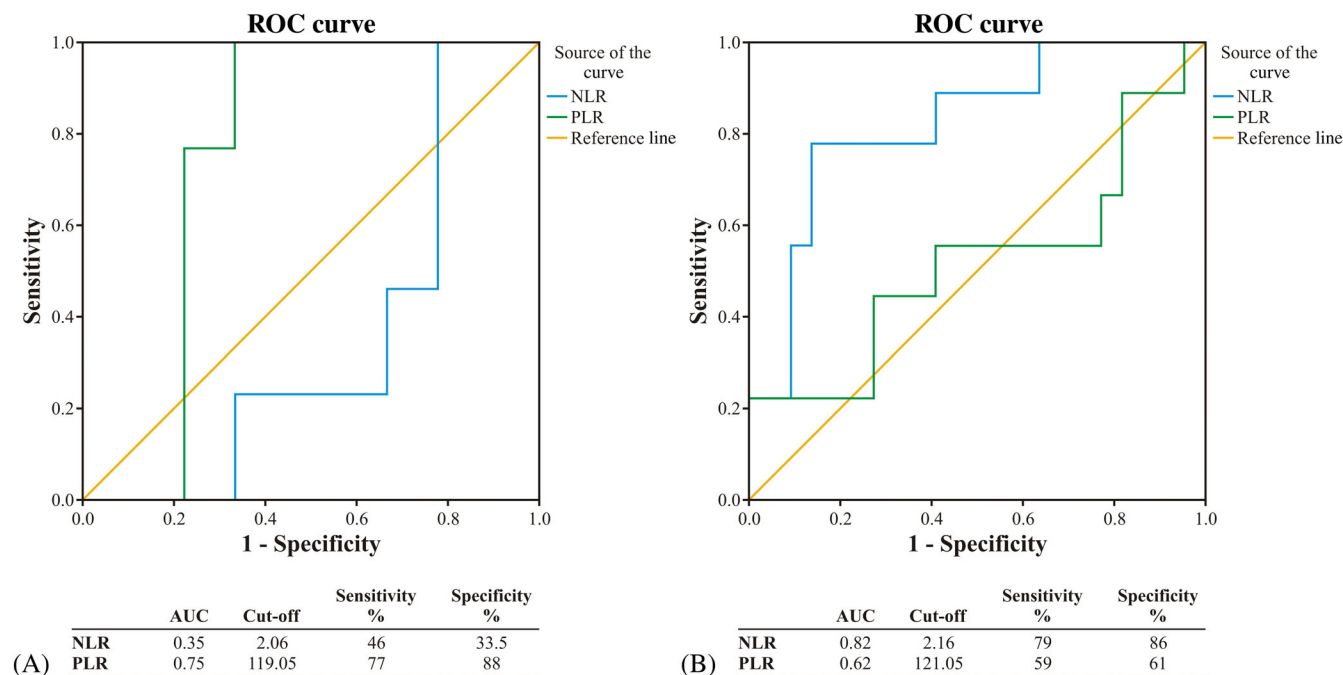 ROC curve
1.0
0.8
0.6
0.4
0.2
0.0
Sensitivity
0.0 0.2 0.4 0.6 0.8 1.0
1 - Specificity
Source of the
curve
NLR
PLR
Reference line
Sensitivity Specificity
AUC Cut-off % %
NLR 0.35 2.06 46 33.5
PLR 0.75 119.05 77 88
(A)
ROC curve
1.0
0.8
0.6
0.4
0.2
0.0
Sensitivity
0.0 0.2 0.4 0.6 0.8 1.0
1 - Specificity
Source of the
curve
NLR
PLR
Reference line
Sensitivity Specificity
AUC Cut-off % %
NLR 0.82 2.16 79 86
PLR 0.62 121.05 59 61
(B)